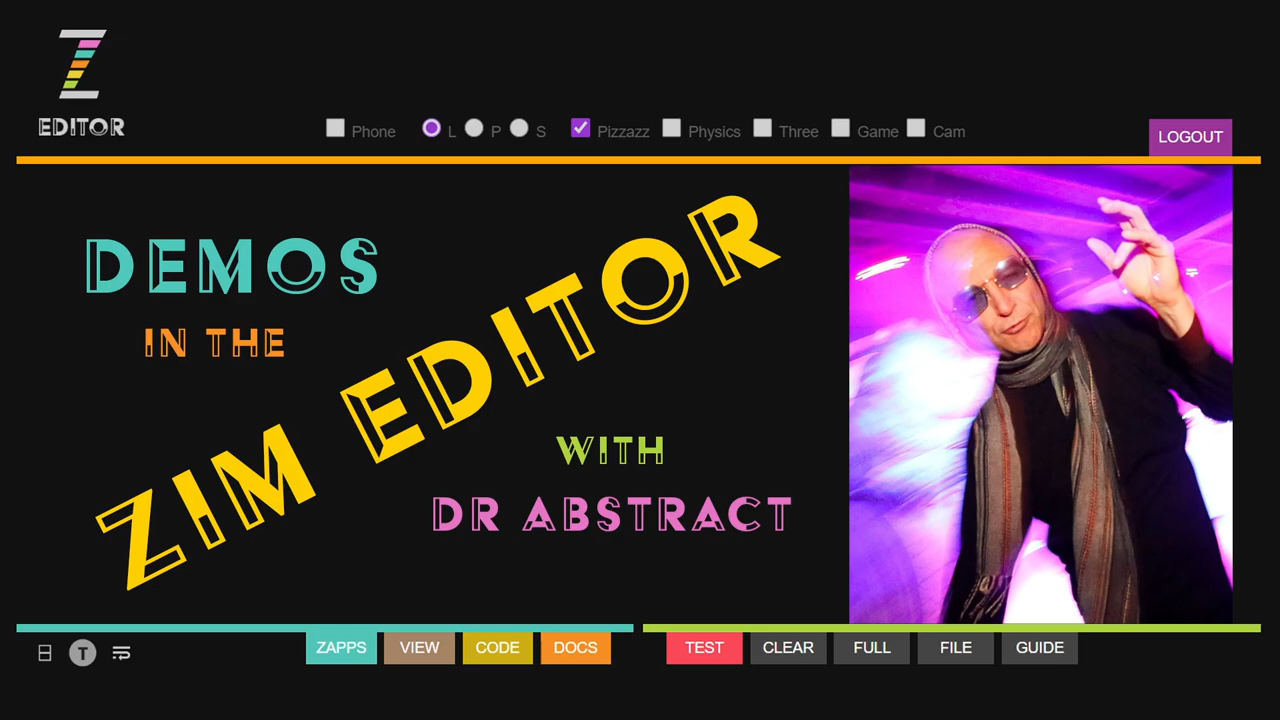 EDITOR
Phone L P S Pizzazz Physics Three Game Cam
LOGOUT
DEMOS
IN THE
ZIM EDITOR
WITH
DR ABSTRACT
T
ZAPPS VIEW CODE DOCS TEST CLEAR FULL FILE GUIDE